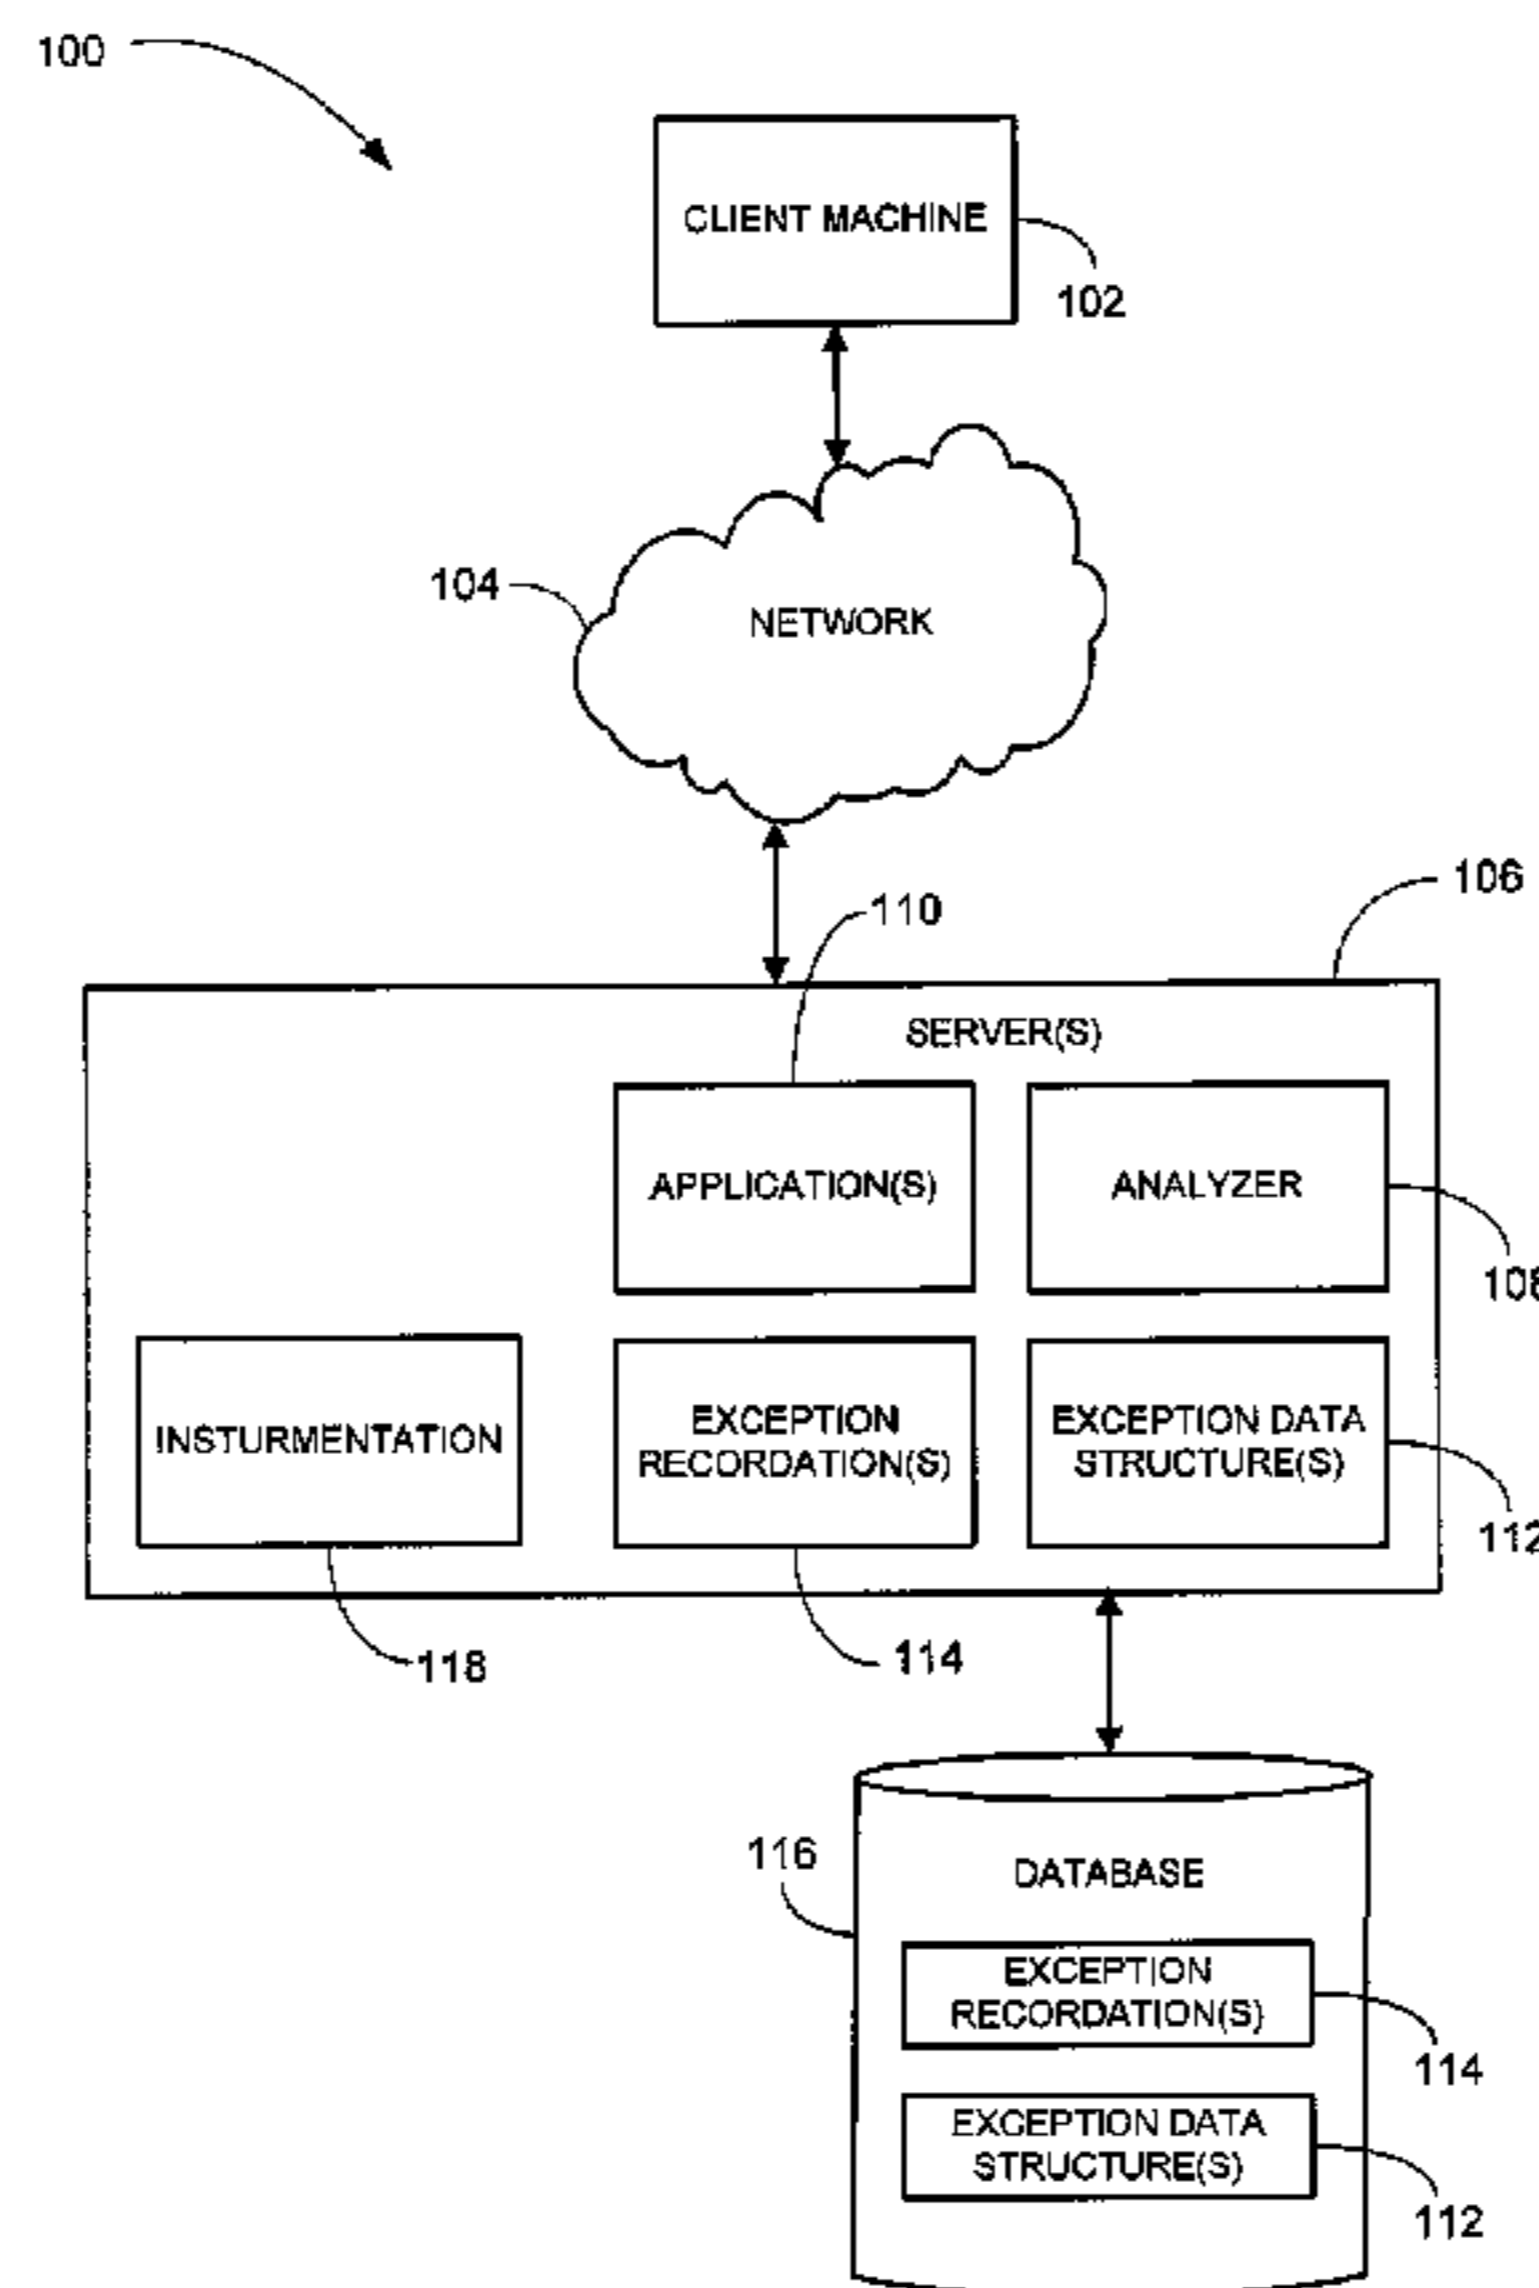 100
CLIENT MACHINE
102
104
NETWORK
106
110
SERVER(S)
APPLICATION(S)
ANALYZER
108
INSTURMENTATION
EXCEPTION
RECORDATION(S)
EXCEPTION DATA
STRUCTURE(S)
112
118
114
116
DATABASE
EXCEPTION
RECORDATION(S)
114
EXCEPTION DATA
STRUCTURE(S)
112